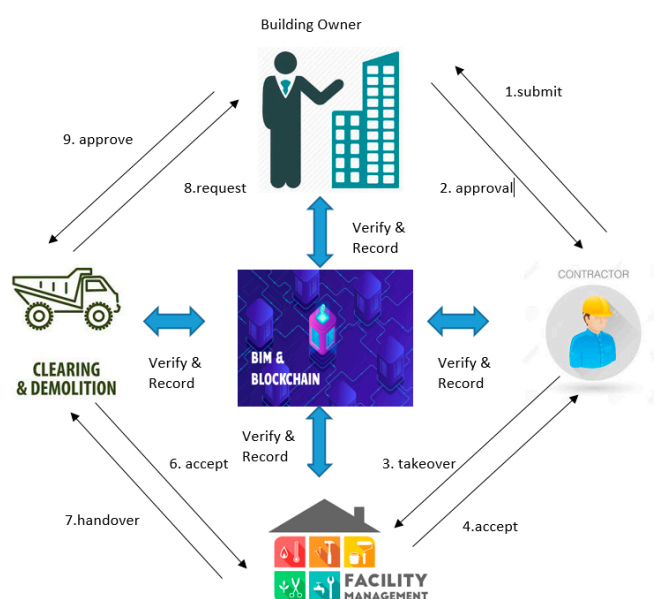 Building Owner
1.submit
9. approve
8.request
2. approval
Verify &
Record
CONTRACTOR
BIM &
BLOCKCHAIN
CLEARING
& DEMOLITION
Verify &
Record
Verify &
Record
Verify &
Record
6. accept
3. takeover
7.handover
4.accept
FACILITY
MANAGEMENT